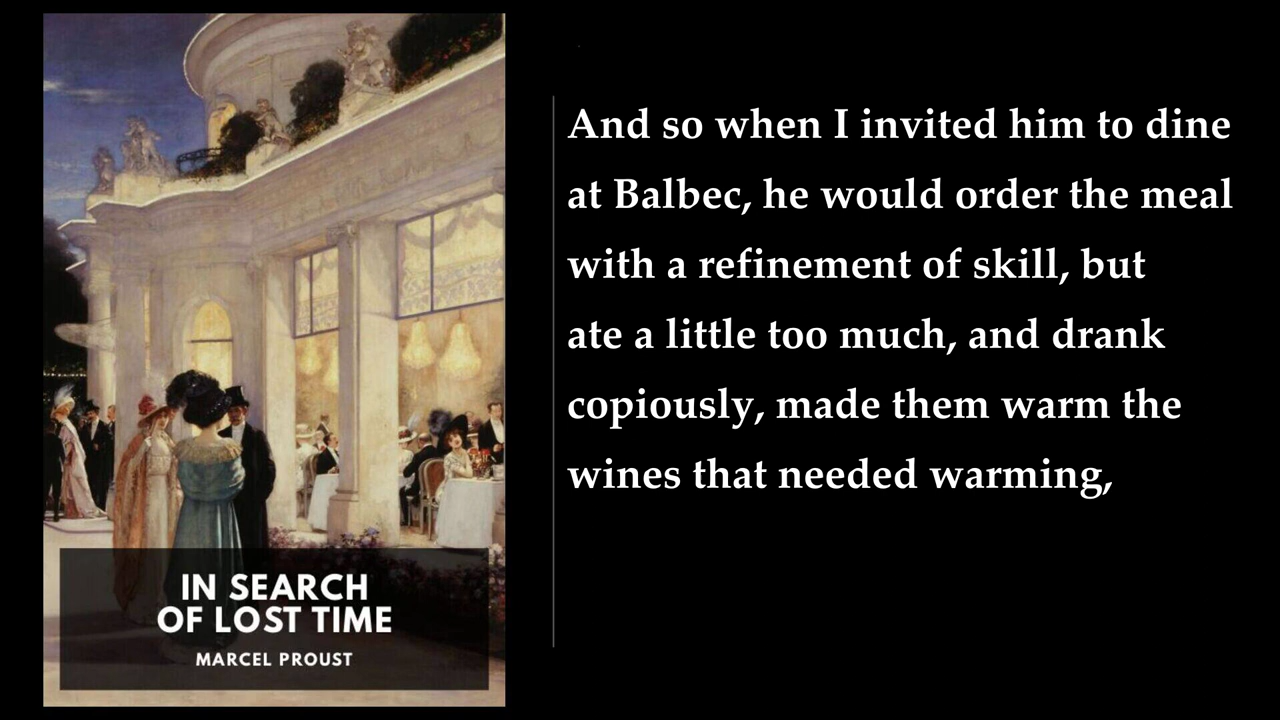 And so when I invited him to dine
at Balbec, he would order the meal
with a refinement of skill, but
ate a little too much, and drank
copiously, made them warm the
wines that needed warming,
IN SEARCH
OF LOST TIME
MARCEL PROUST